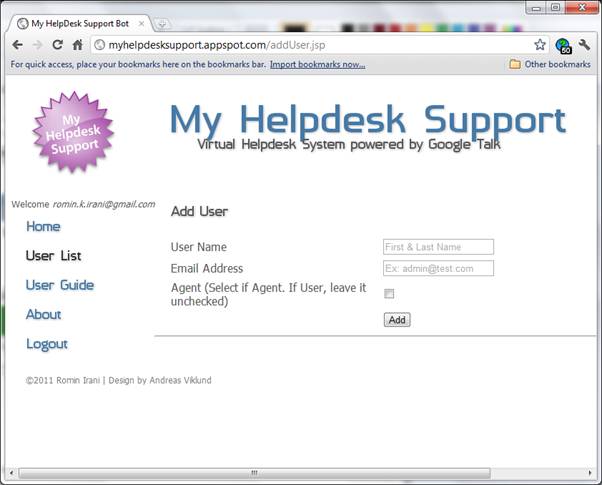 My HelpDesk Support Bot
myhelpdesksupport.appspot.com/addUser.jsp
50
For quick access, place your bookmarks here on the bookmarks bar. Import bookmarks now...
Other bookmarks
My
Helpdesk
Support
My Helpdesk Support
Virtual Helpdesk System powered by Google Talk
Welcome romin.k.irani@gmail.com
Home
User List
User Guide
About
Logout
Add User
User Name
First & Last Name
Email Address
Ex: admin@test.com
Agent (Select if Agent. If User, leave it
unchecked)
Add
©2011 Romin Irani | Design by Andreas Viklund